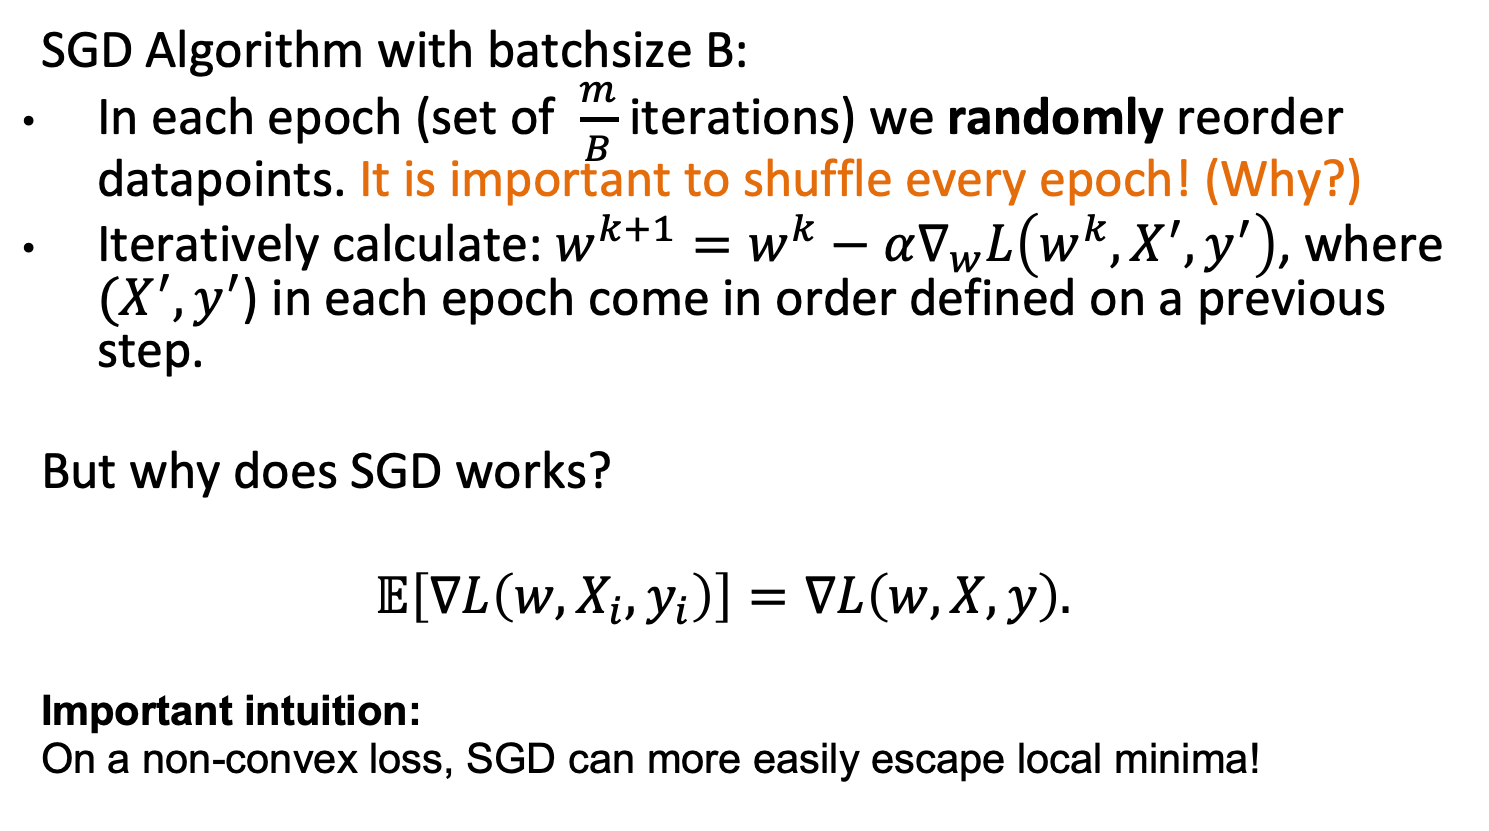 SGD Algorithm with batchsize B:
• In each epoch (set of m/B iterations) we randomly reorder
datapoints. It is important to shuffle every epoch! (Why?)
• Iteratively calculate: w^{k+1} = w^k − α∇_w L(w^k, X′, y′), where
(X′, y′) in each epoch come in order defined on a previous
step.
But why does SGD works?
𝔼[∇L(w, X_i, y_i)] = ∇L(w, X, y).
Important intuition:
On a non-convex loss, SGD can more easily escape local minima!